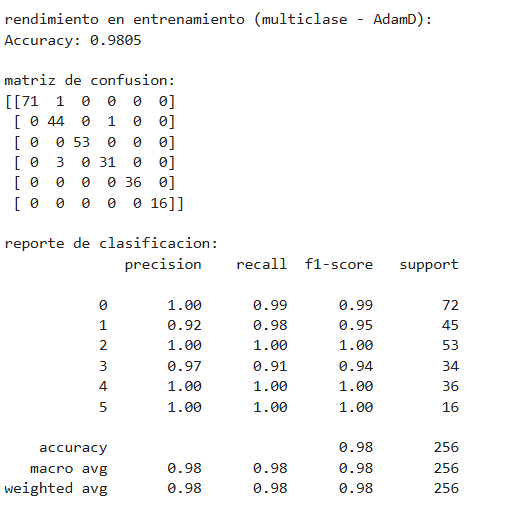 rendimiento en entrenamiento (multiclase - AdamD):
Accuracy: 0.9805
matriz de confusion:
[[71  1  0  0  0  0]
 [ 0 44  0  1  0  0]
 [ 0  0 53  0  0  0]
 [ 0  3  0 31  0  0]
 [ 0  0  0  0 36  0]
 [ 0  0  0  0  0 16]]
reporte de clasificacion:
              precision    recall  f1-score   support
           0       1.00      0.99      0.99        72
           1       0.92      0.98      0.95        45
           2       1.00      1.00      1.00        53
           3       0.97      0.91      0.94        34
           4       1.00      1.00      1.00        36
           5       1.00      1.00      1.00        16
    accuracy                           0.98       256
   macro avg       0.98      0.98      0.98       256
weighted avg       0.98      0.98      0.98       256